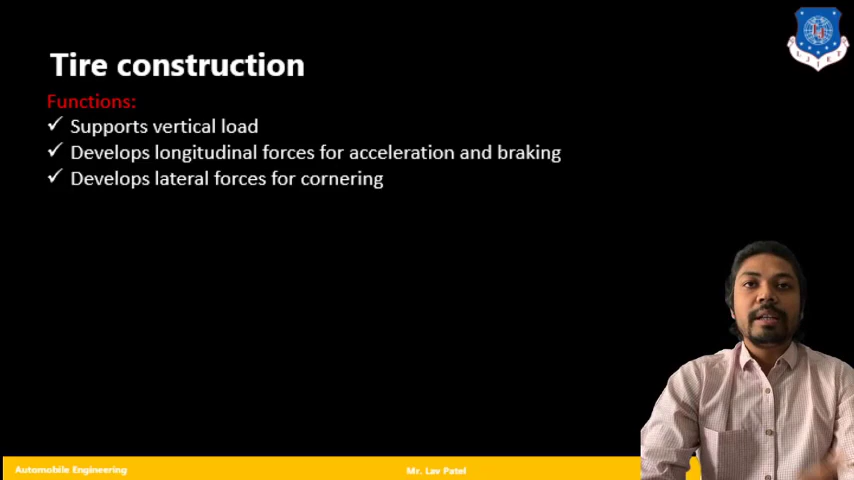 Tire construction
Functions:
✓ Supports vertical load
✓ Develops longitudinal forces for acceleration and braking
✓ Develops lateral forces for cornering
Automobile Engineering
Mr. Lav Patel